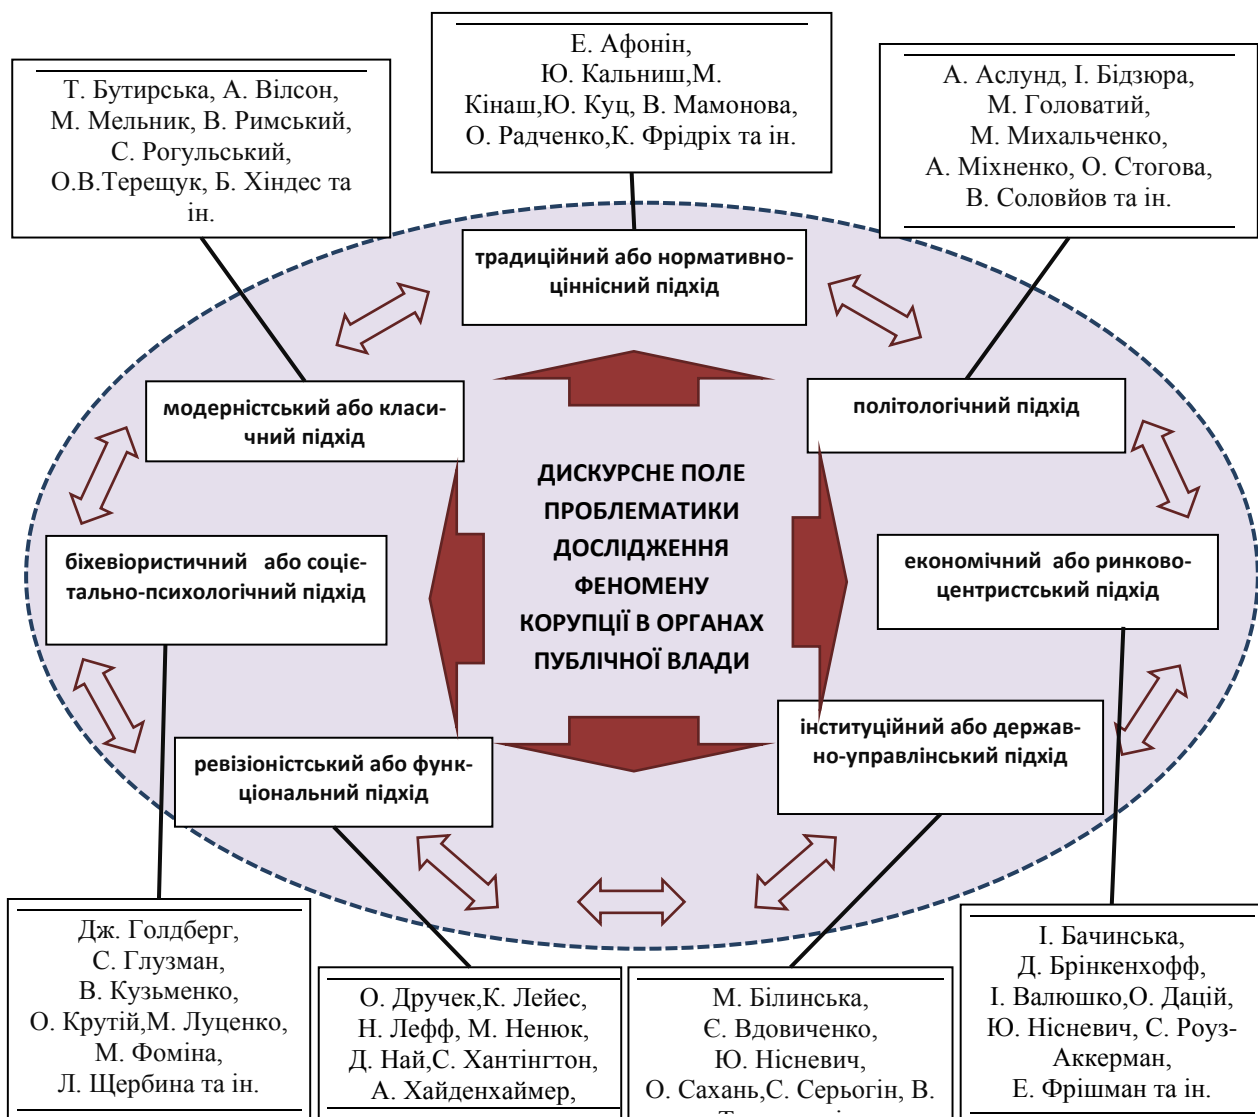 Е. Афонін,
Ю. Кальниш,М.
Кінаш,Ю. Куц, В. Мамонова,
О. Радченко,К. Фрідріх та ін.
Т. Бутирська, А. Вілсон,
М. Мельник, В. Римський,
С. Рогульський,
О.В.Терещук, Б. Хіндес та
ін.
А. Аслунд, І. Бідзюра,
М. Головатий,
М. Михальченко,
А. Міхненко, О. Стогова,
В. Соловйов та ін.
традиційний або нормативно-
ціннісний підхід
модерністський або класи-
чний підхід
політологічний підхід
ДИСКУРСНЕ ПОЛЕ
ПРОБЛЕМАТИКИ
ДОСЛІДЖЕННЯ
ФЕНОМЕНУ
КОРУПЦІЇ В ОРГАНАХ
ПУБЛІЧНОЇ ВЛАДИ
біхевіористичний або соціє-
тально-психологічний підхід
економічний або ринково-
центристський підхід
ревізіоністський або функ-
ціональний підхід
інституційний або держав-
но-управлінський підхід
Дж. Голдберг,
С. Глузман,
В. Кузьменко,
О. Крутій,М. Луценко,
М. Фоміна,
Л. Щербина та ін.
О. Дручек,К. Лейес,
Н. Лефф, М. Ненюк,
Д. Най,С. Хантінгтон,
А. Хайденхаймер,
М. Білинська,
Є. Вдовиченко,
Ю. Нісневич,
О. Сахань,С. Серьогін, В.
І. Бачинська,
Д. Брінкенхофф,
І. Валюшко,О. Дацій,
Ю. Нісневич, С. Роуз-
Аккерман,
Е. Фрішман та ін.